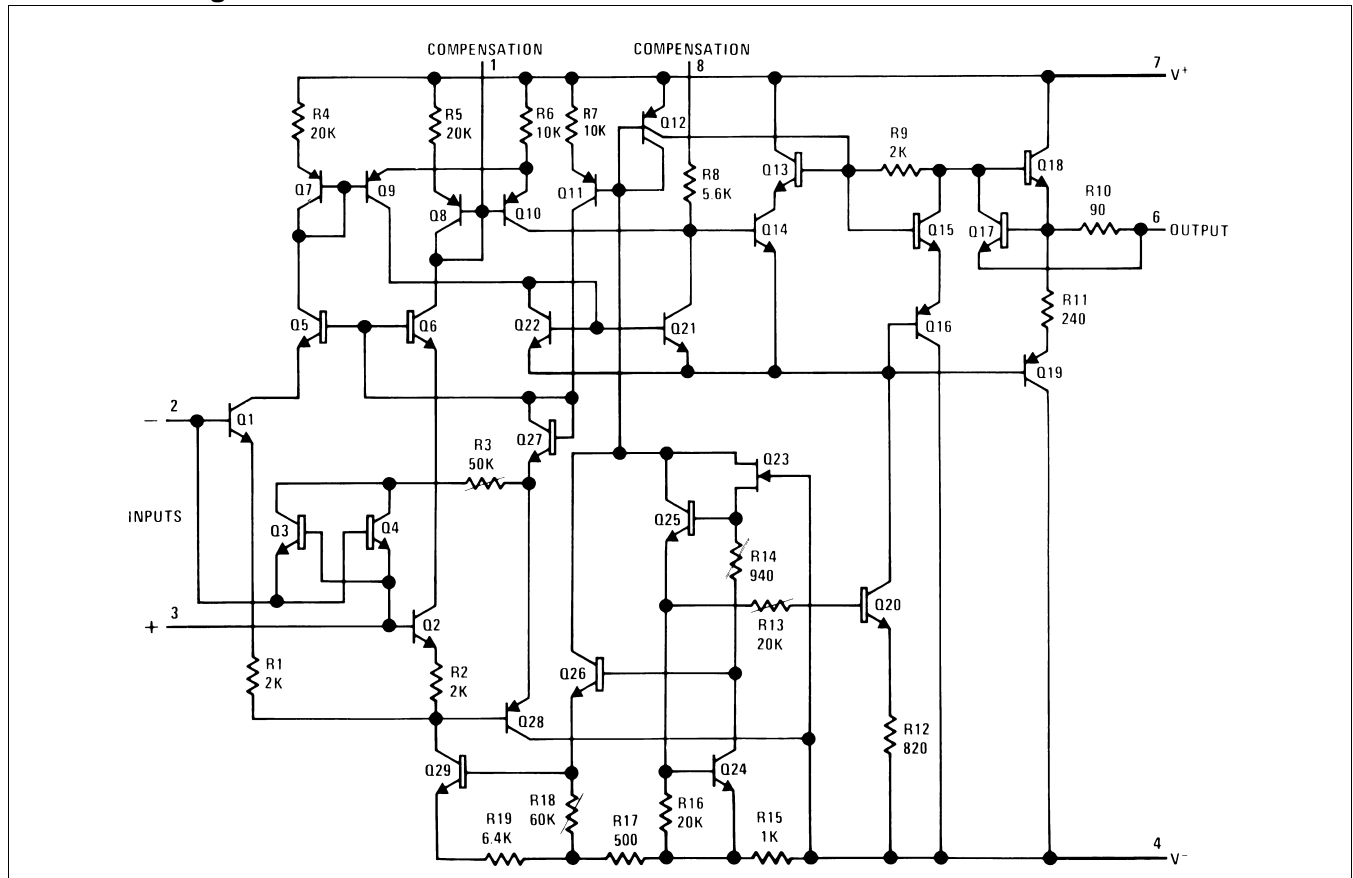 COMPENSATION
1
COMPENSATION
8
7
V+
R4
20K
R5
20K
R6
10K
R7
10K
Q12
R9
2K
R8
5.6K
Q7
Q9
Q8
Q10
Q11
Q13
Q18
R10
90
6
OUTPUT
Q14
Q15
Q17
Q5
Q6
Q22
Q21
Q16
R11
240
Q19
2
−
Q1
Q27
R3
50K
Q23
INPUTS
Q3
Q4
Q25
R14
940
Q20
R13
20K
3
+
Q2
R1
2K
R2
2K
Q26
Q28
R12
820
Q29
Q24
R18
60K
R16
20K
R19
6.4K
R17
500
R15
1K
4
V−